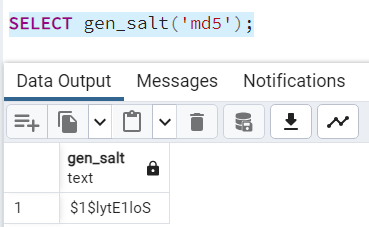 SELECT gen_salt('md5');
Data Output Messages Notifications
gen_salt
text
1 $1$lytE1loS